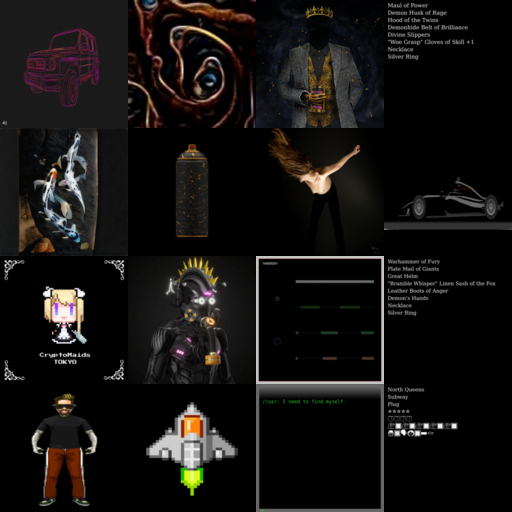 Maul of Power
Demon Husk of Rage
Hood of the Twins
Demonhide Belt of Brilliance
Divine Slippers
"Woe Grasp" Gloves of Skill +1
Necklace
Silver Ring
CryptoMaids
TOKYO
Warhammer of Fury
Plate Mail of Giants
Great Helm
"Bramble Whisper" Linen Sash of the Fox
Leather Boots of Anger
Demon's Hands
Necklace
Silver Ring
//usr: I need to find myself.
North Queens
Subway
Plug